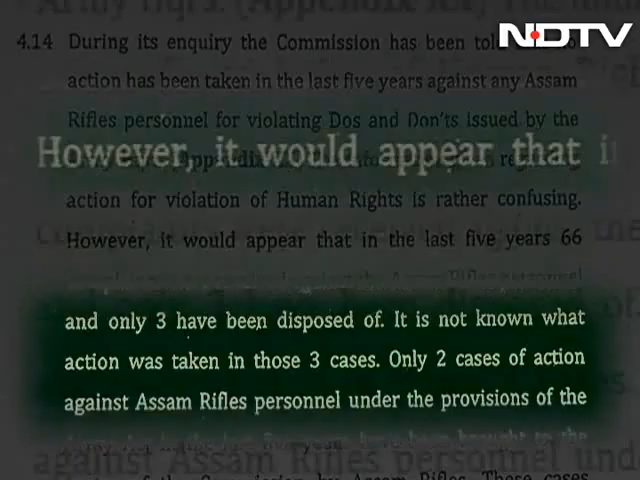 NDTV
4.14 During its enquiry the Commission has been told
action has been taken in the last five years against any Assam
Rifles personnel for violating Dos and Don'ts issued by the
However, it would appear that i
action for violation of Human Rights is rather confusing.
However, it would appear that in the last five years 66
and only 3 have been disposed of. It is not known what
action was taken in those 3 cases. Only 2 cases of action
against Assam Rifles personnel under the provisions of the
against Assam Rifles personnel und